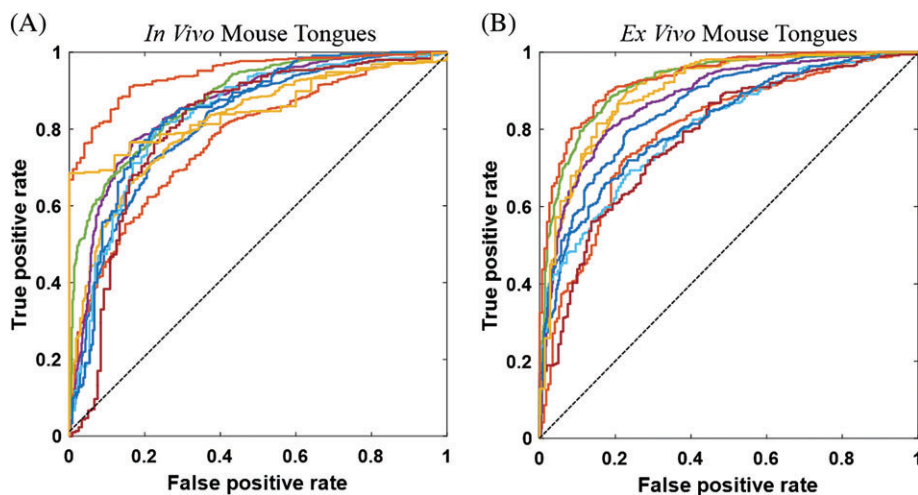 (A)
In Vivo Mouse Tongues
1
0.8
0.6
0.4
0.2
0
True positive rate
0 0.2 0.4 0.6 0.8 1
False positive rate
(B)
Ex Vivo Mouse Tongues
1
0.8
0.6
0.4
0.2
0
True positive rate
0 0.2 0.4 0.6 0.8 1
False positive rate